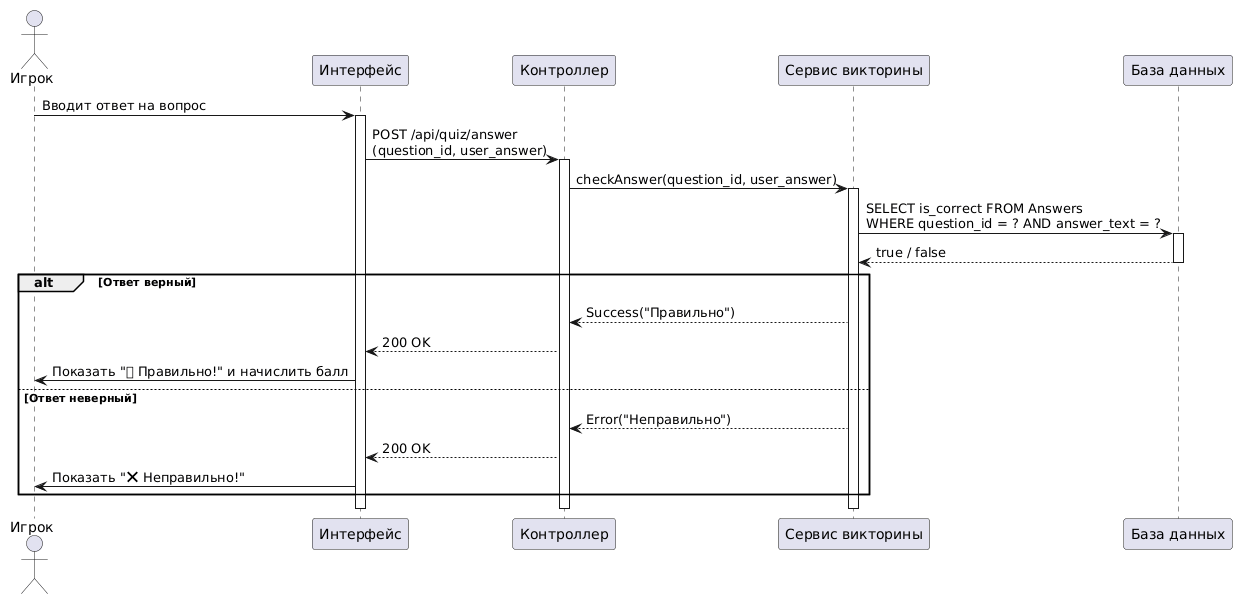 Игрок
Интерфейс
Контроллер
Сервис викторины
База данных
Вводит ответ на вопрос
POST /api/quiz/answer
(question_id, user_answer)
checkAnswer(question_id, user_answer)
SELECT is_correct FROM Answers
WHERE question_id = ? AND answer_text = ?
true / false
alt [Ответ верный]
Success("Правильно")
200 OK
Показать "▯ Правильно!" и начислить балл
[Ответ неверный]
Error("Неправильно")
200 OK
Показать "❌ Неправильно!"
Игрок
Интерфейс
Контроллер
Сервис викторины
База данных